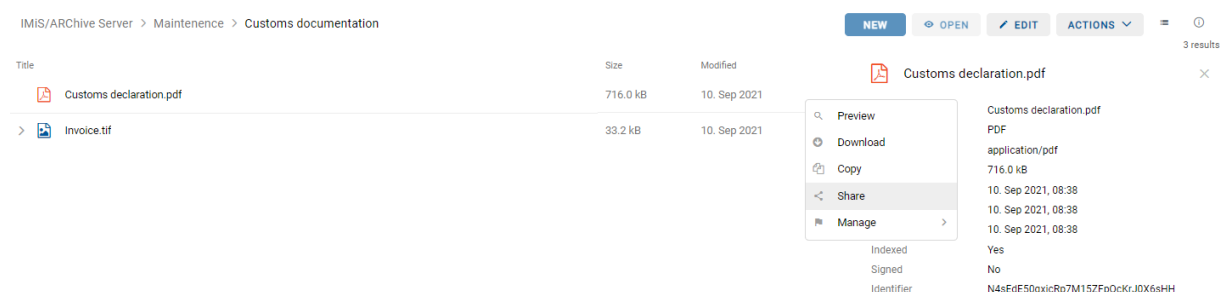 IMiS/ARChive Server > Maintenence > Customs documentation
NEW OPEN EDIT ACTIONS
3 results
Title Size Modified
Customs declaration.pdf 716.0 kB 10. Sep 2021
Invoice.tif 33.2 kB 10. Sep 2021
Preview
Download
Copy
Share
Manage
Customs declaration.pdf
Customs declaration.pdf
PDF
application/pdf
716.0 kB
10. Sep 2021, 08:38
10. Sep 2021, 08:38
10. Sep 2021, 08:38
Indexed Yes
Signed No
Identifier